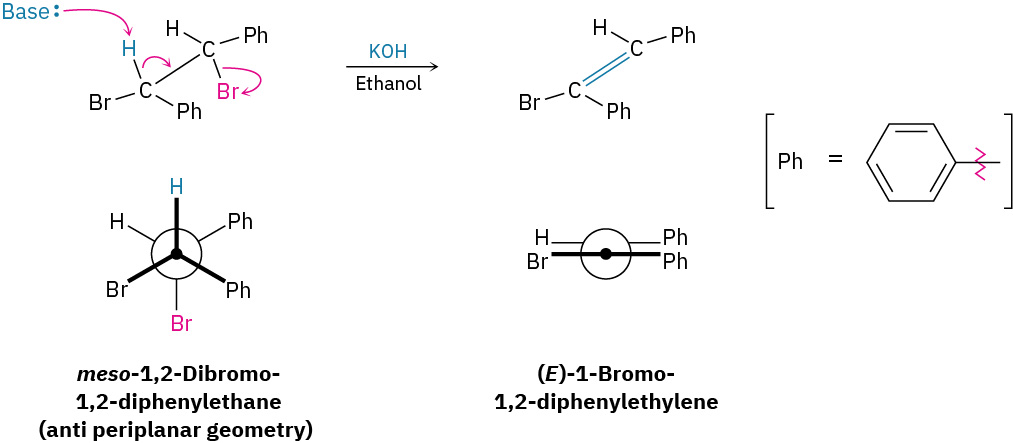 Base:
H
H
C
Ph
Br
C
Ph
Br
KOH
Ethanol
H
C
Ph
Br
C
Ph
Ph =
H
H
Ph
Br
Ph
Br
H
Ph
Br
Ph
meso-1,2-Dibromo-
1,2-diphenylethane
(anti periplanar geometry)
(E)-1-Bromo-
1,2-diphenylethylene